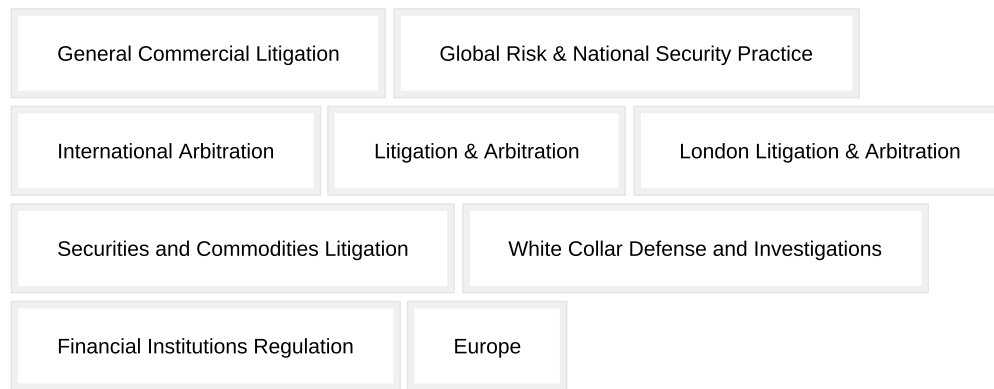 General Commercial Litigation Global Risk & National Security Practice
International Arbitration Litigation & Arbitration London Litigation & Arbitration
Securities and Commodities Litigation White Collar Defense and Investigations
Financial Institutions Regulation Europe